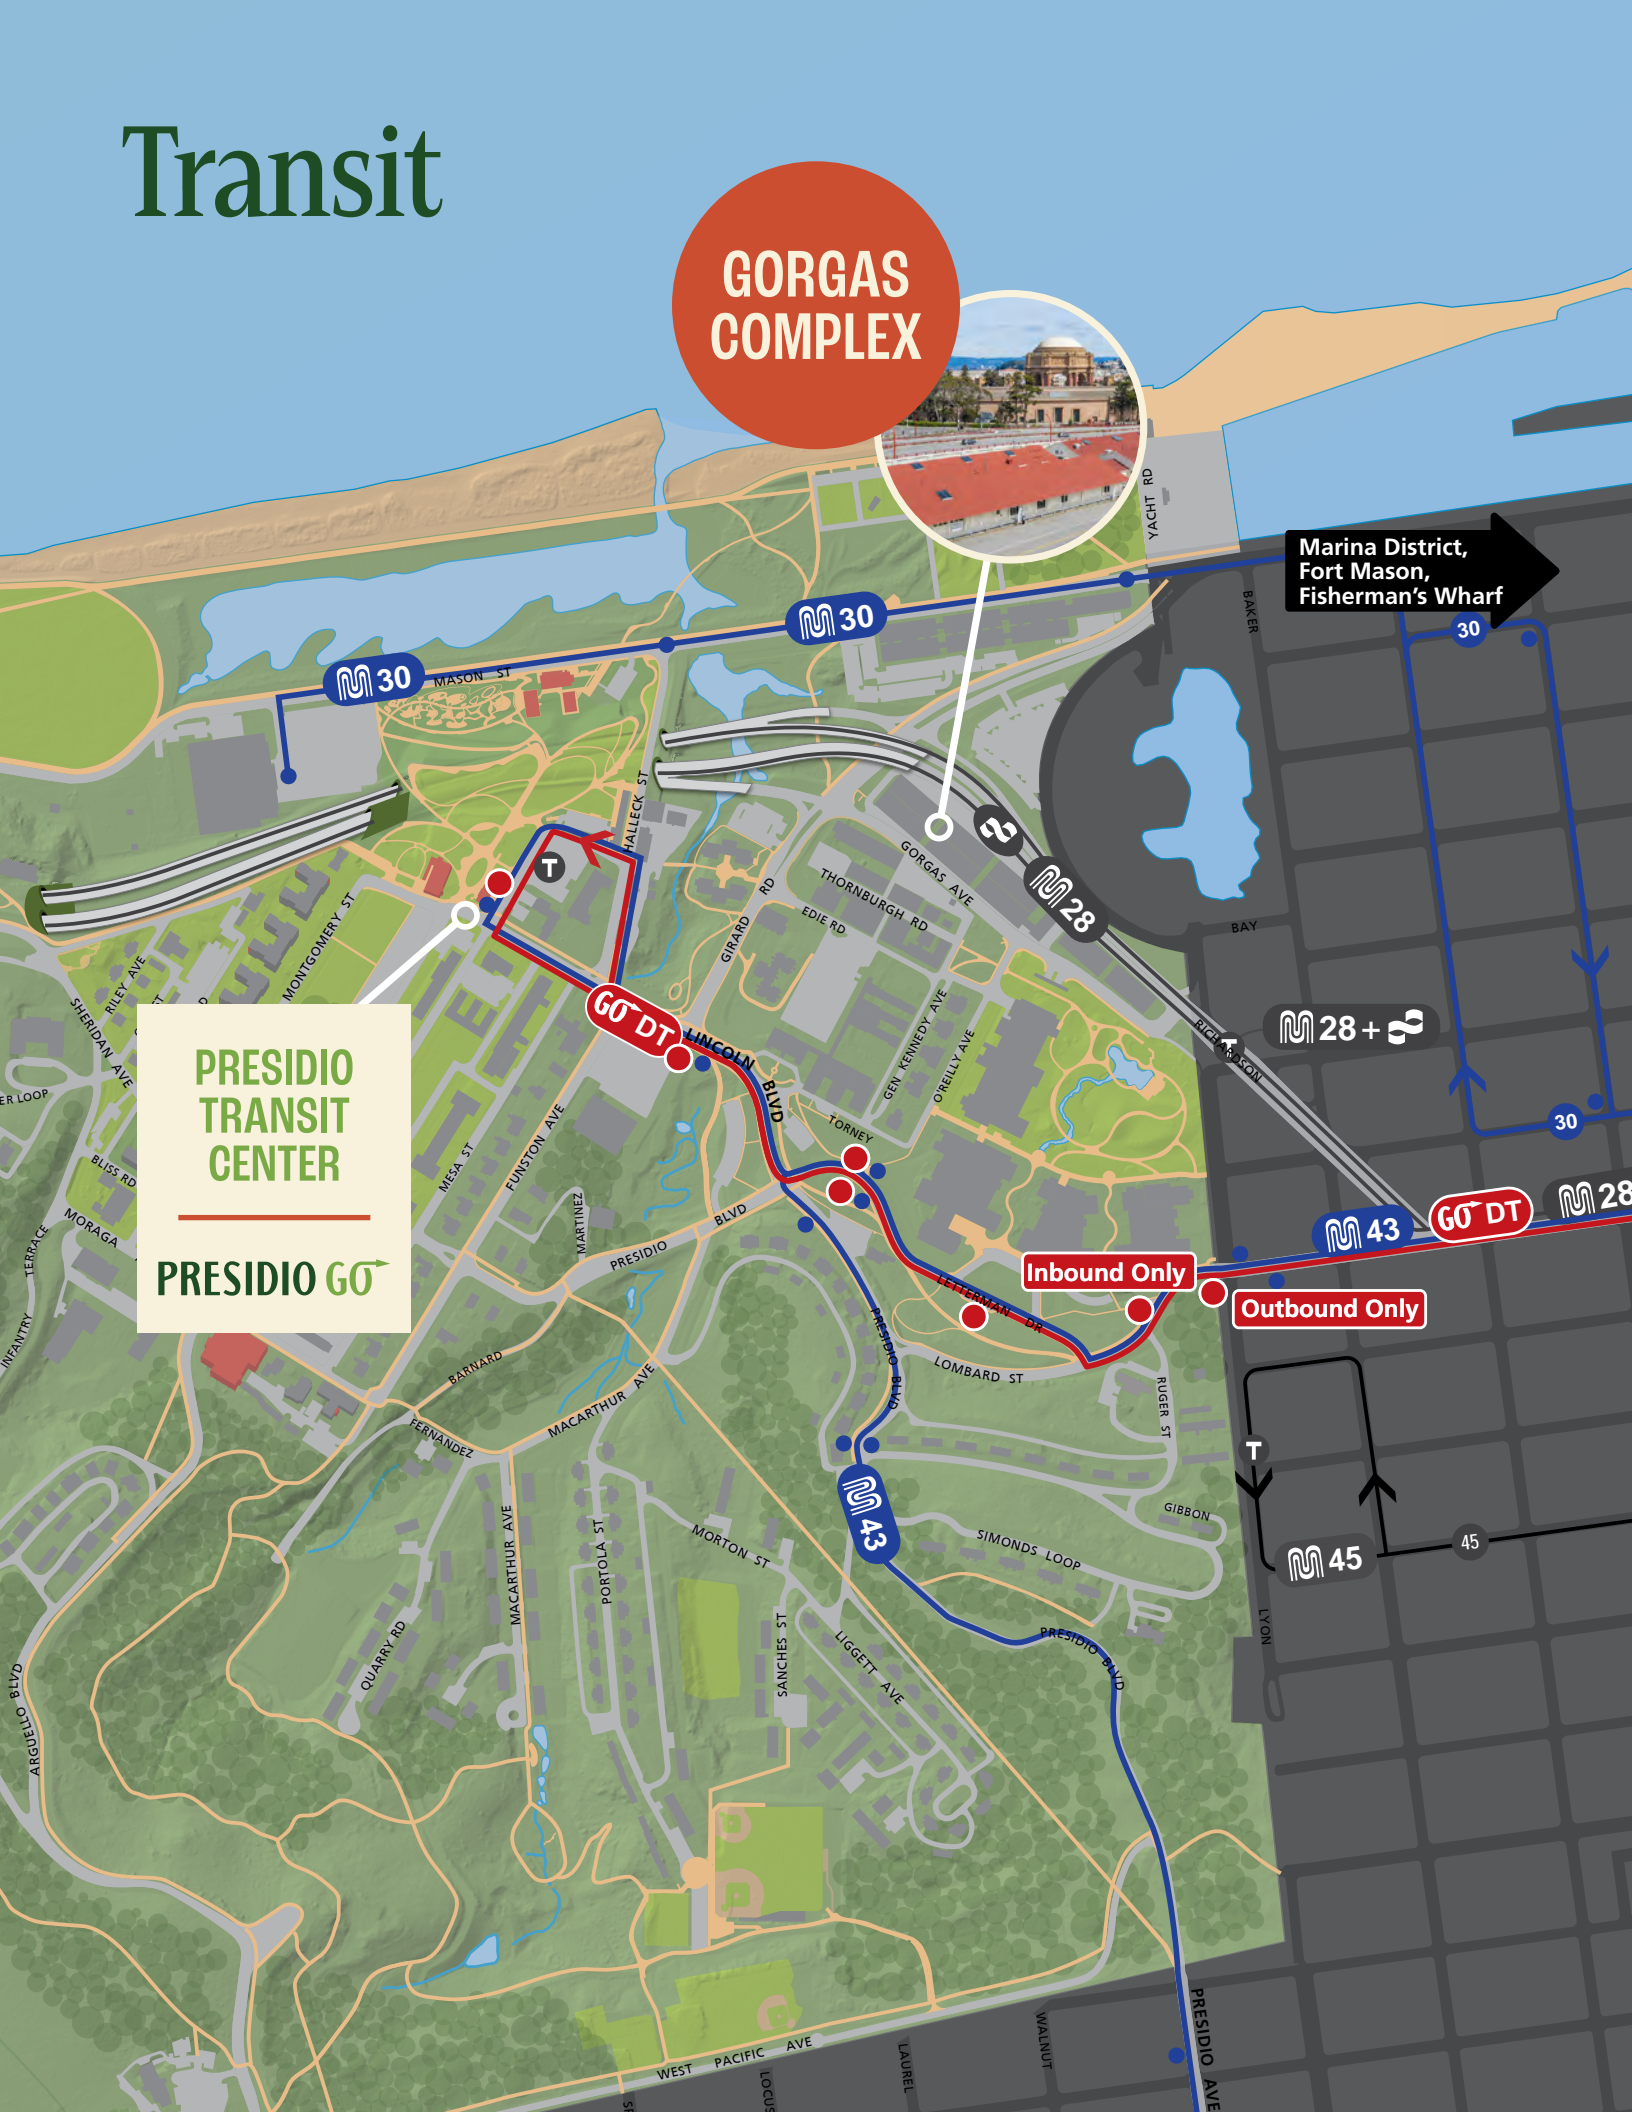 Transit
GORGAS
COMPLEX
YACHT RD
Marina District,
Fort Mason,
Fisherman's Wharf
BAKER
30
30
30
MASON ST
HALLECK ST
T
28
GORGAS AVE
THORNBURGH RD
EDIE RD
GIRARD RD
BAY
MONTGOMERY ST
RILEY AVE
SHERIDAN AVE
GO DT
LINCOLN BLVD
GEN KENNEDY AVE
O'REILLY AVE
T
RICHARDSON
28 +
30
PRESIDIO
TRANSIT
CENTER
PRESIDIO GO
ER LOOP
BLISS RD
MORAGA
TERRACE
INFANTRY
MESA ST
FUNSTON AVE
MARTINEZ
TORNEY
PRESIDIO BLVD
43
GO DT
28
Inbound Only
Outbound Only
LETTERMAN DR
LOMBARD ST
PRESIDIO BLVD
RUGER ST
BARNARD
FERNANDEZ
MACARTHUR AVE
T
43
GIBBON
SIMONDS LOOP
45
45
MORTON ST
MACARTHUR AVE
PORTOLA ST
QUARRY RD
SANCHES ST
LIGGETT AVE
PRESIDIO BLVD
LYON
ARGUELLO BLVD
PRESIDIO AVE
WEST PACIFIC AVE
WALNUT
LAUREL
LOCUS
SP